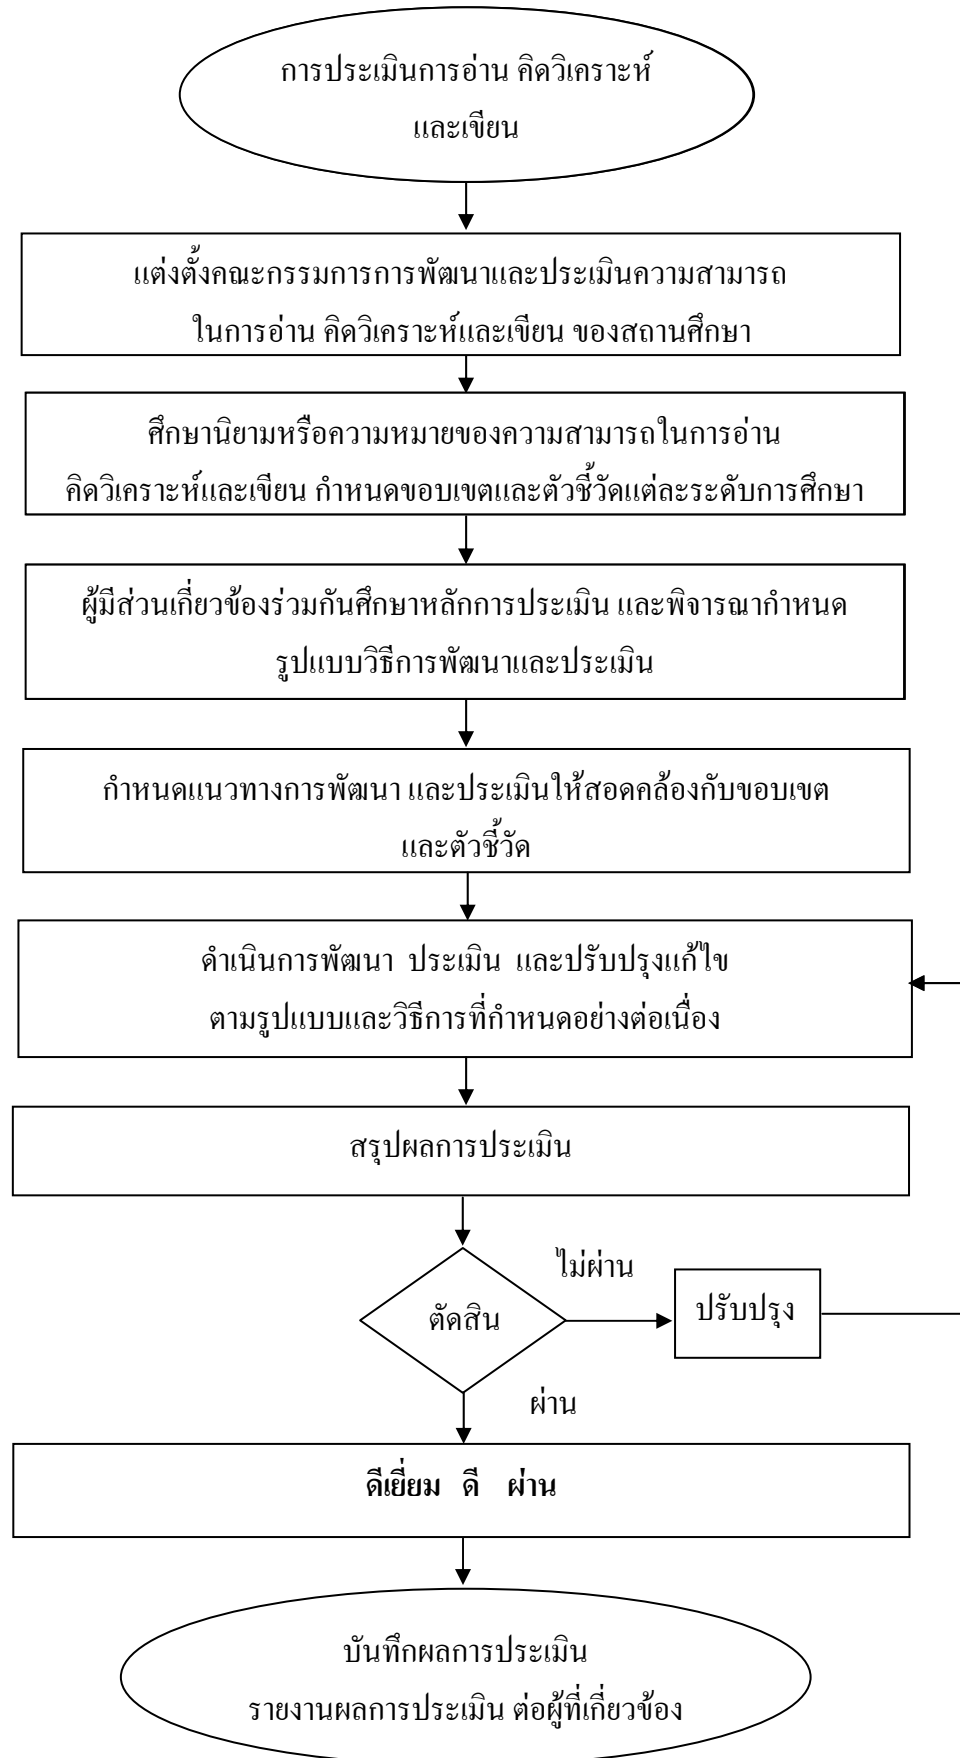 การประเมินการอ่าน คิดวิเคราะห์
และเขียน
แต่งตั้งคณะกรรมการการพัฒนาและประเมินความสามารถ
ในการอ่าน คิดวิเคราะห์และเขียน ของสถานศึกษา
ศึกษานิยามหรือความหมายของความสามารถในการอ่าน
คิดวิเคราะห์และเขียน กำหนดขอบเขตและตัวชี้วัดแต่ละระดับการศึกษา
ผู้มีส่วนเกี่ยวข้องร่วมกันศึกษาหลักการประเมิน และพิจารณากำหนด
รูปแบบวิธีการพัฒนาและประเมิน
กำหนดแนวทางการพัฒนา และประเมินให้สอดคล้องกับขอบเขต
และตัวชี้วัด
ดำเนินการพัฒนา ประเมิน และปรับปรุงแก้ไข
ตามรูปแบบและวิธีการที่กำหนดอย่างต่อเนื่อง
สรุปผลการประเมิน
ไม่ผ่าน
ตัดสิน
ปรับปรุง
ผ่าน
ดีเยี่ยม ดี ผ่าน
บันทึกผลการประเมิน
รายงานผลการประเมิน ต่อผู้ที่เกี่ยวข้อง